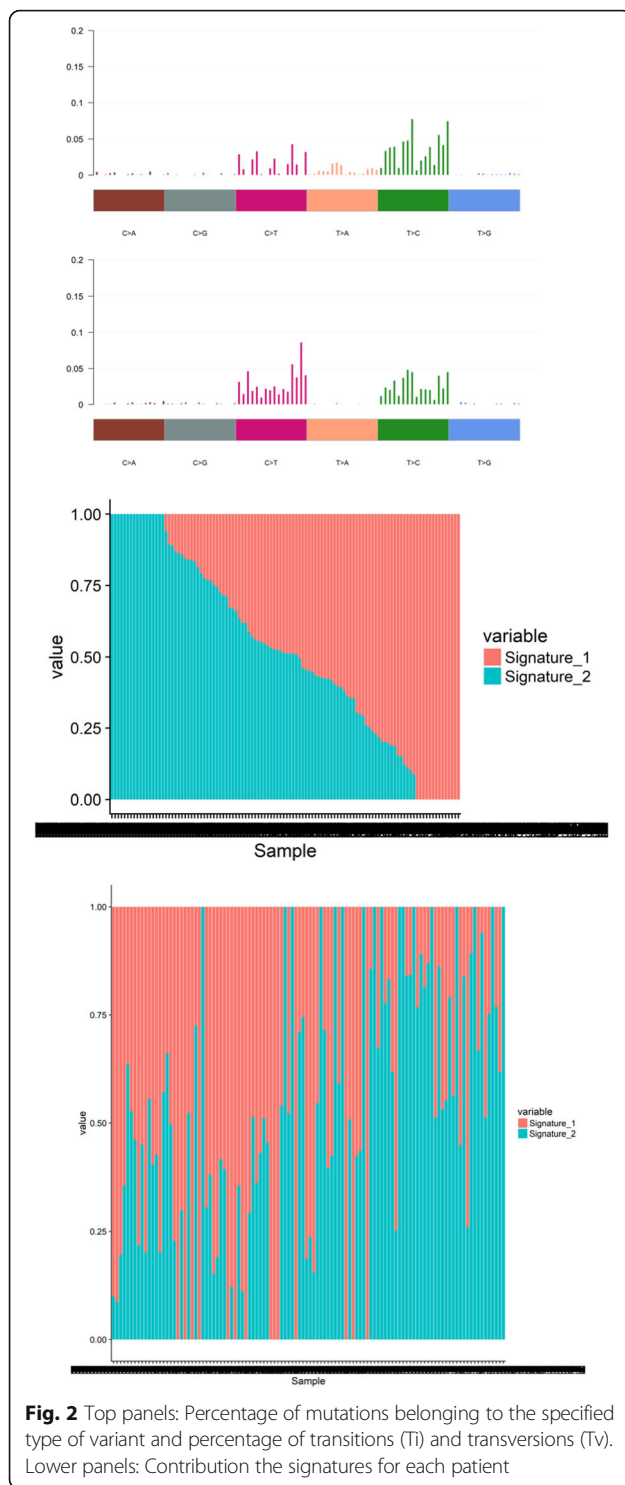 0.2
0.15
0.1
0.05
0
C>A C>G C>T T>A T>C T>G
0.2
0.15
0.1
0.05
0
C>A C>G C>T T>A T>C T>G
1.00
0.75
0.50
0.25
0.00
value
variable
Signature_1
Signature_2
Sample
1.00
0.75
0.50
0.25
0.00
value
variable
Signature_1
Signature_2
Sample
Fig. 2 Top panels: Percentage of mutations belonging to the specified
type of variant and percentage of transitions (Ti) and transversions (Tv).
Lower panels: Contribution the signatures for each patient